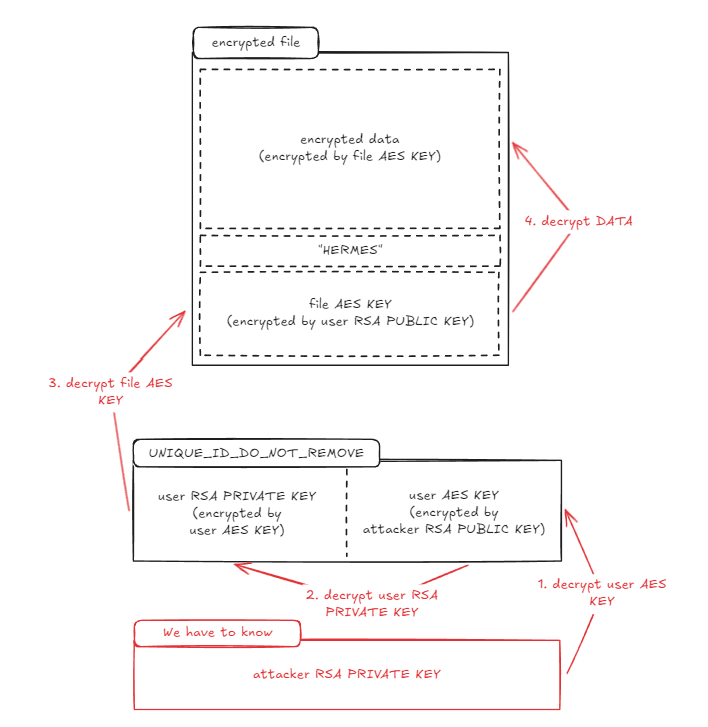 encrypted file
encrypted data
(encrypted by file AES KEY)
4. decrypt DATA
"HERMES"
file AES KEY
(encrypted by user RSA PUBLIC KEY)
3. decrypt file AES
KEY
UNIQUE_ID_DO_NOT_REMOVE
user RSA PRIVATE KEY
(encrypted by
user AES KEY)
user AES KEY
(encrypted by
attacker RSA PUBLIC KEY)
1. decrypt user AES
KEY
2. decrypt user RSA
PRIVATE KEY
We have to know
attacker RSA PRIVATE KEY